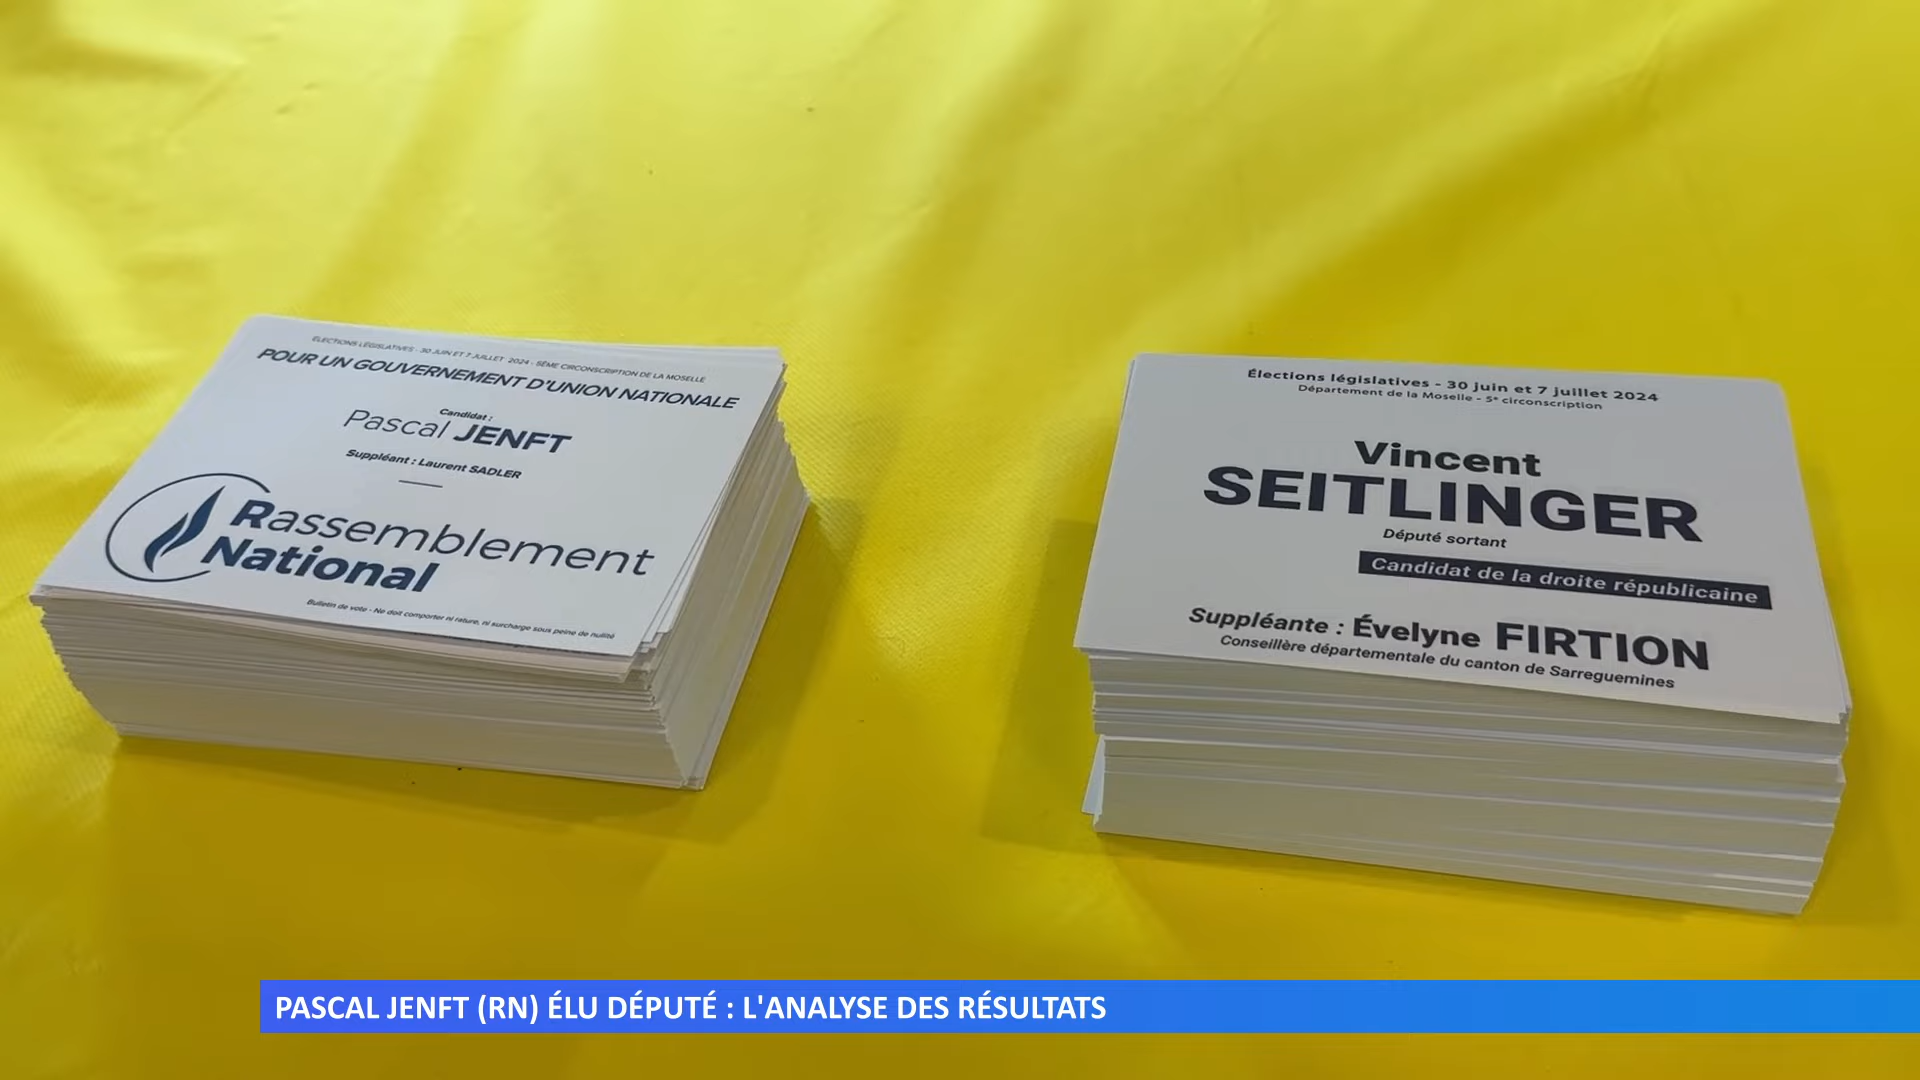 ÉLECTIONS LÉGISLATIVES - 30 JUIN ET 7 JUILLET 2024 - 5ÈME CIRCONSCRIPTION DE LA MOSELLE
POUR UN GOUVERNEMENT D'UNION NATIONALE
Candidat :
Pascal JENFT
Suppléant : Laurent SADLER
Rassemblement
National
Bulletin de vote - Ne doit comporter ni rature, ni surcharge sous peine de nullité
Élections législatives - 30 juin et 7 juillet 2024
Département de la Moselle - 5e circonscription
Vincent
SEITLINGER
Député sortant
Candidat de la droite républicaine
Suppléante : Évelyne FIRTION
Conseillère départementale du canton de Sarreguemines
PASCAL JENFT (RN) ÉLU DÉPUTÉ : L'ANALYSE DES RÉSULTATS